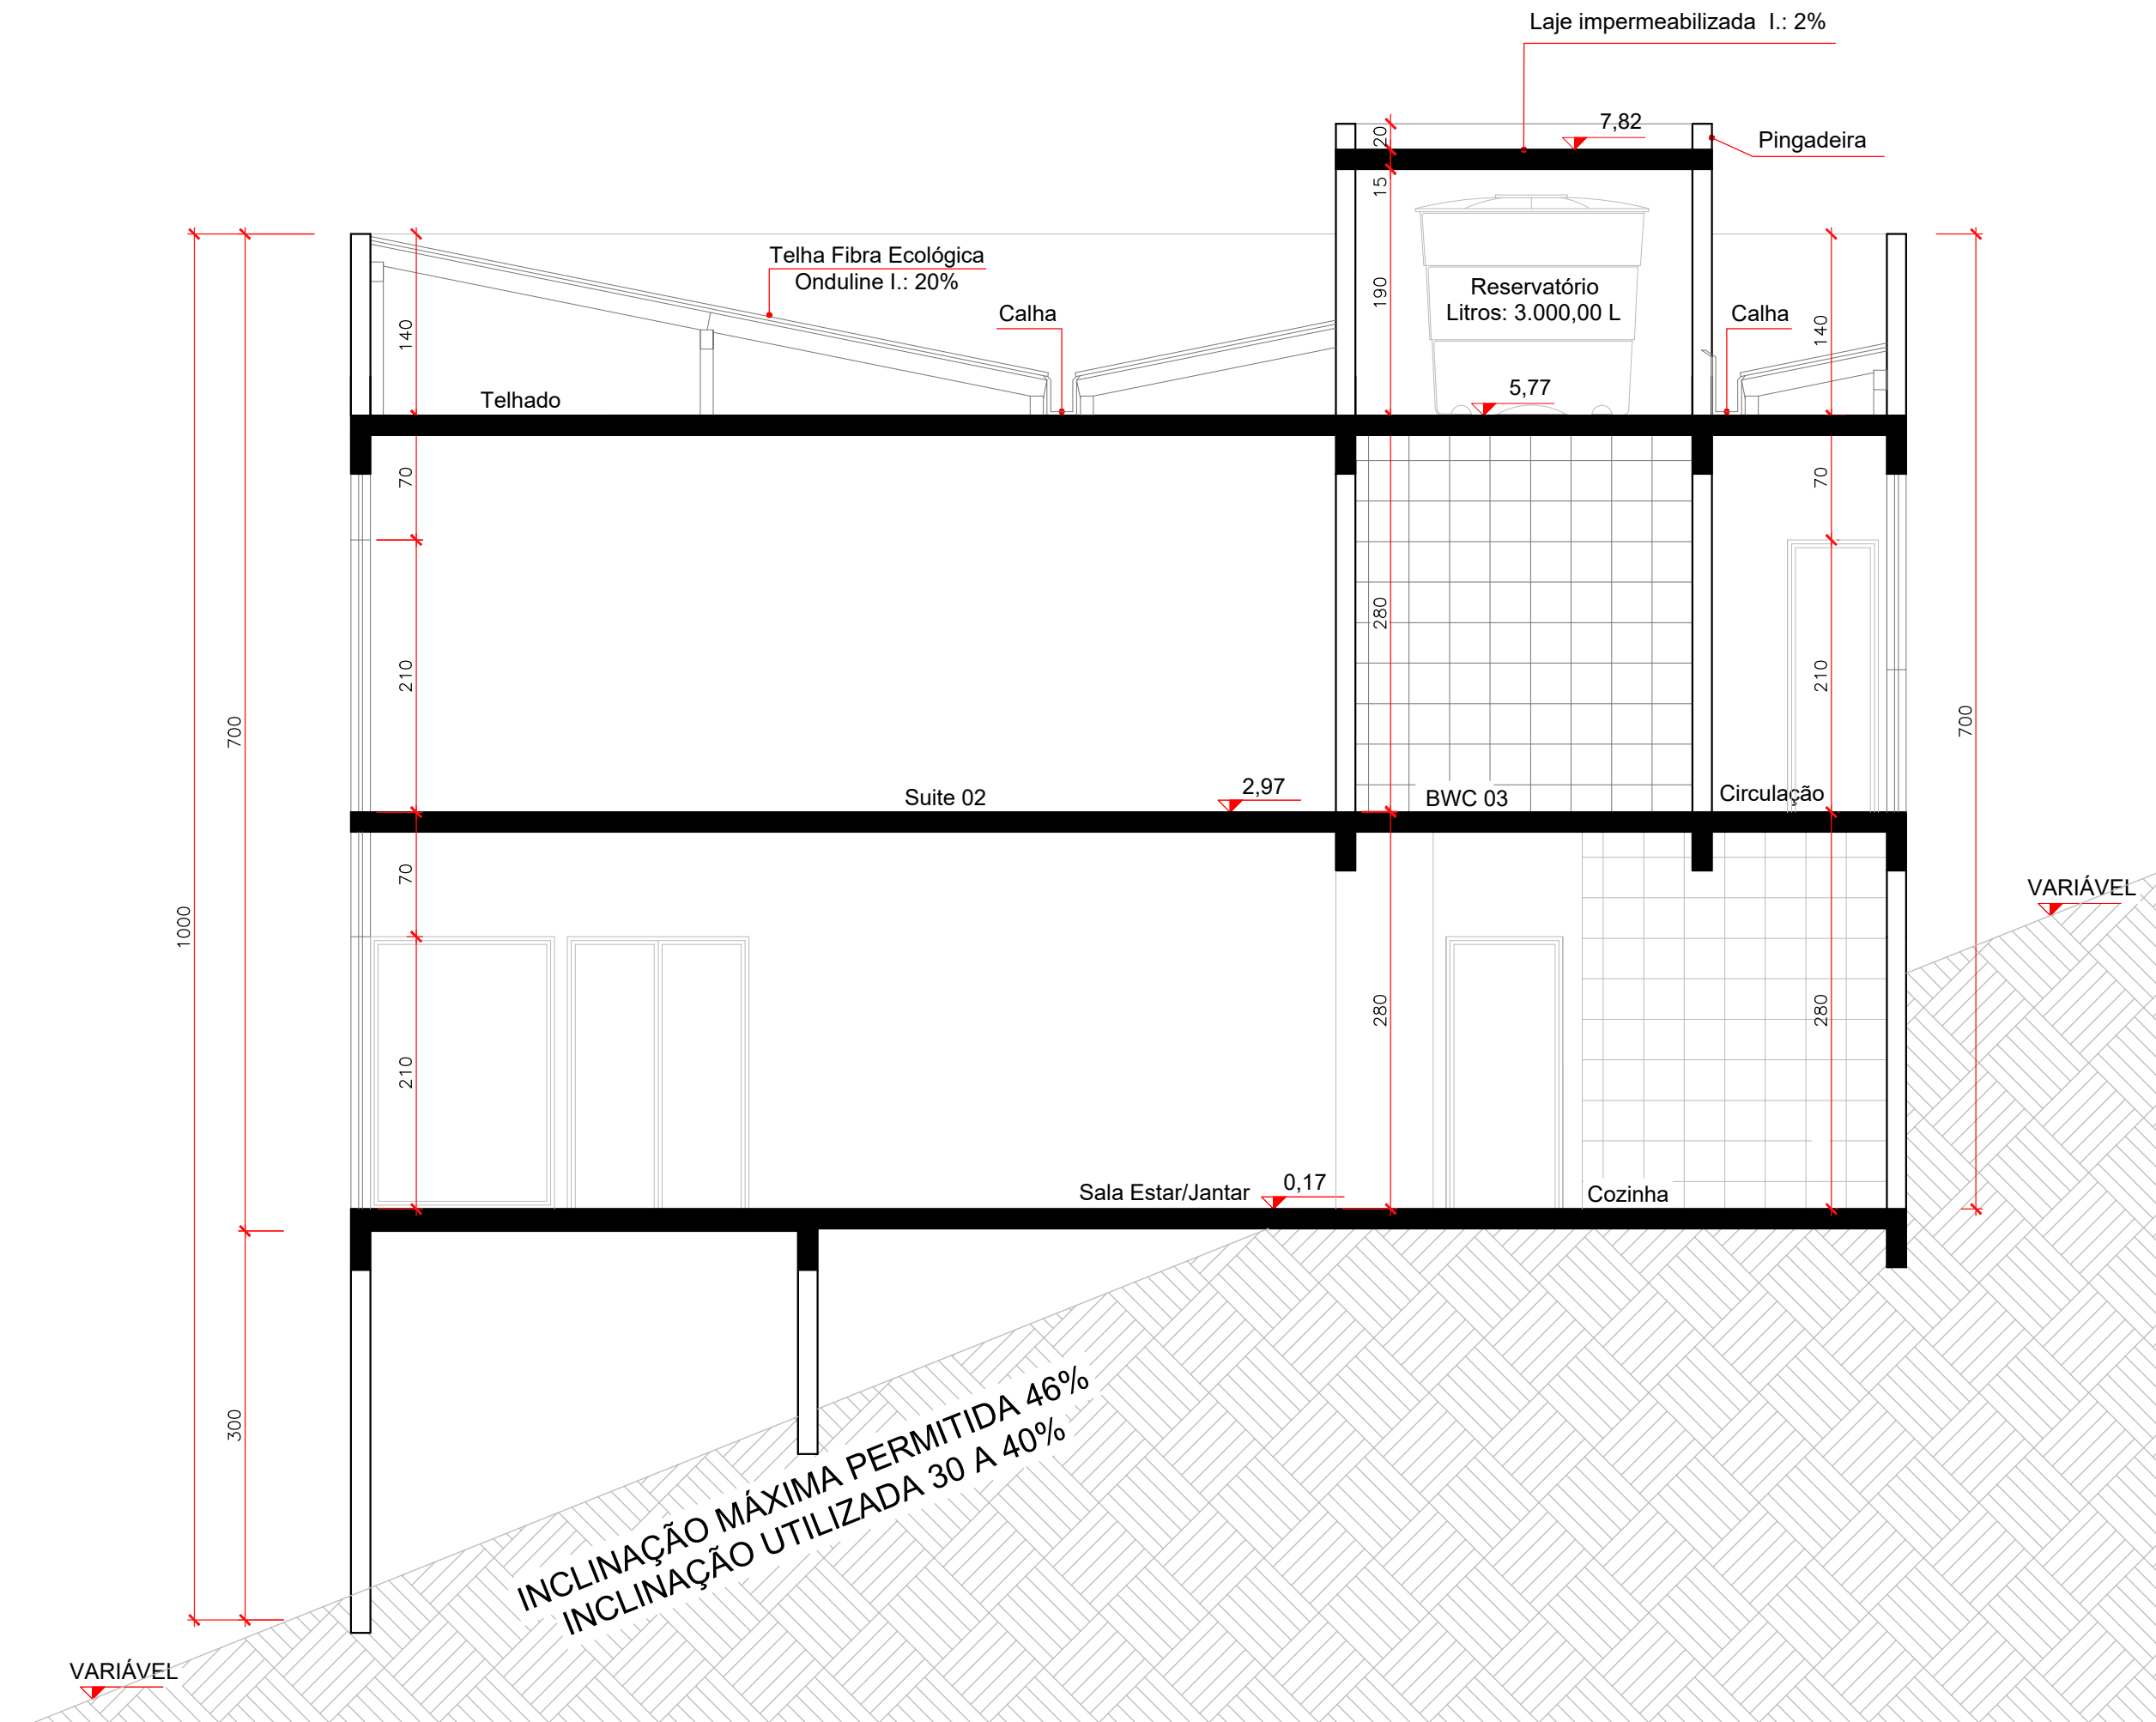 Laje impermeabilizada I.: 2%
7,82
Pingadeira
20
15
190
Telha Fibra Ecológica
Onduline I.: 20%
Calha
Reservatório
Litros: 3.000,00 L
Calha
140
140
5,77
Telhado
70
70
280
210
210
700
700
1000
Suite 02
2,97
BWC 03
Circulação
70
VARIÁVEL
280
280
210
Sala Estar/Jantar
0,17
Cozinha
300
INCLINAÇÃO MÁXIMA PERMITIDA 46%
INCLINAÇÃO UTILIZADA 30 A 40%
VARIÁVEL